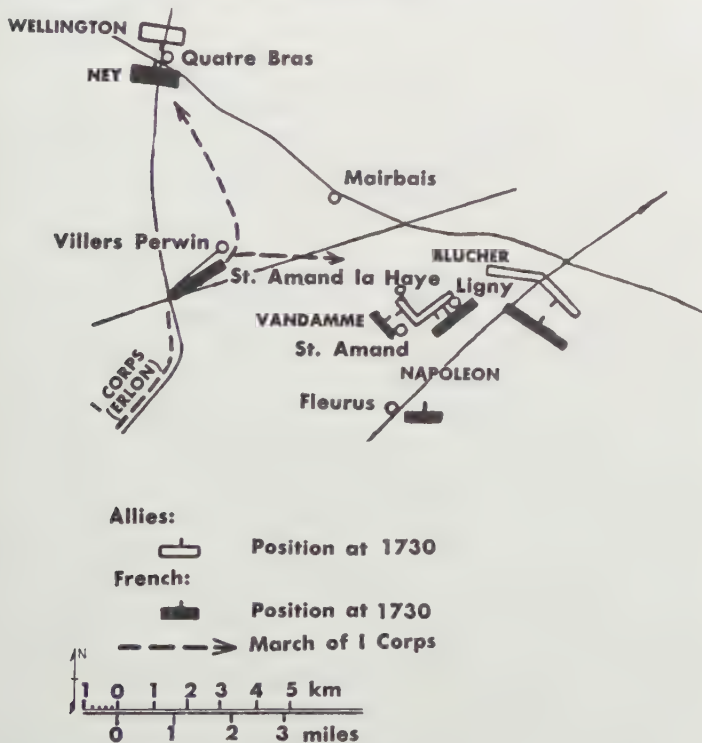 WELLINGTON
Quatre Bras
NEY
Mairbais
Villers Perwin
BLUCHER
St. Amand la Haye
Ligny
VANDAMME
St. Amand
I CORPS
(ERLON)
NAPOLEON
Fleurus
Allies:
Position at 1730
French:
Position at 1730
March of I Corps
N
1 0 1 2 3 4 5 km
0 1 2 3 miles